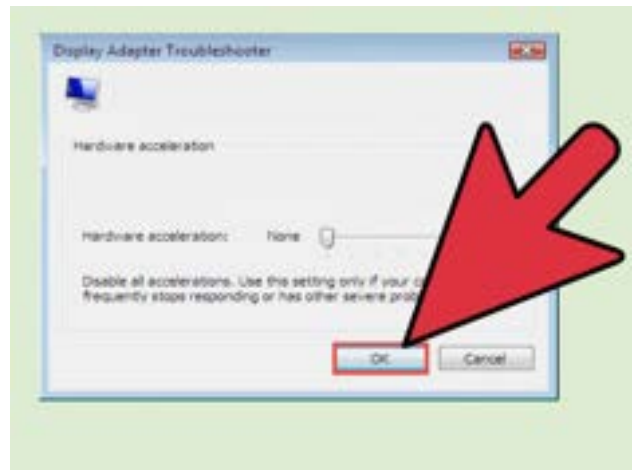 Display Adapter Troubleshooter
Hardware acceleration
Hardware acceleration: None
Disable all accelerations. Use this setting only if your
frequently stops responding or has other severe
OK
Cancel